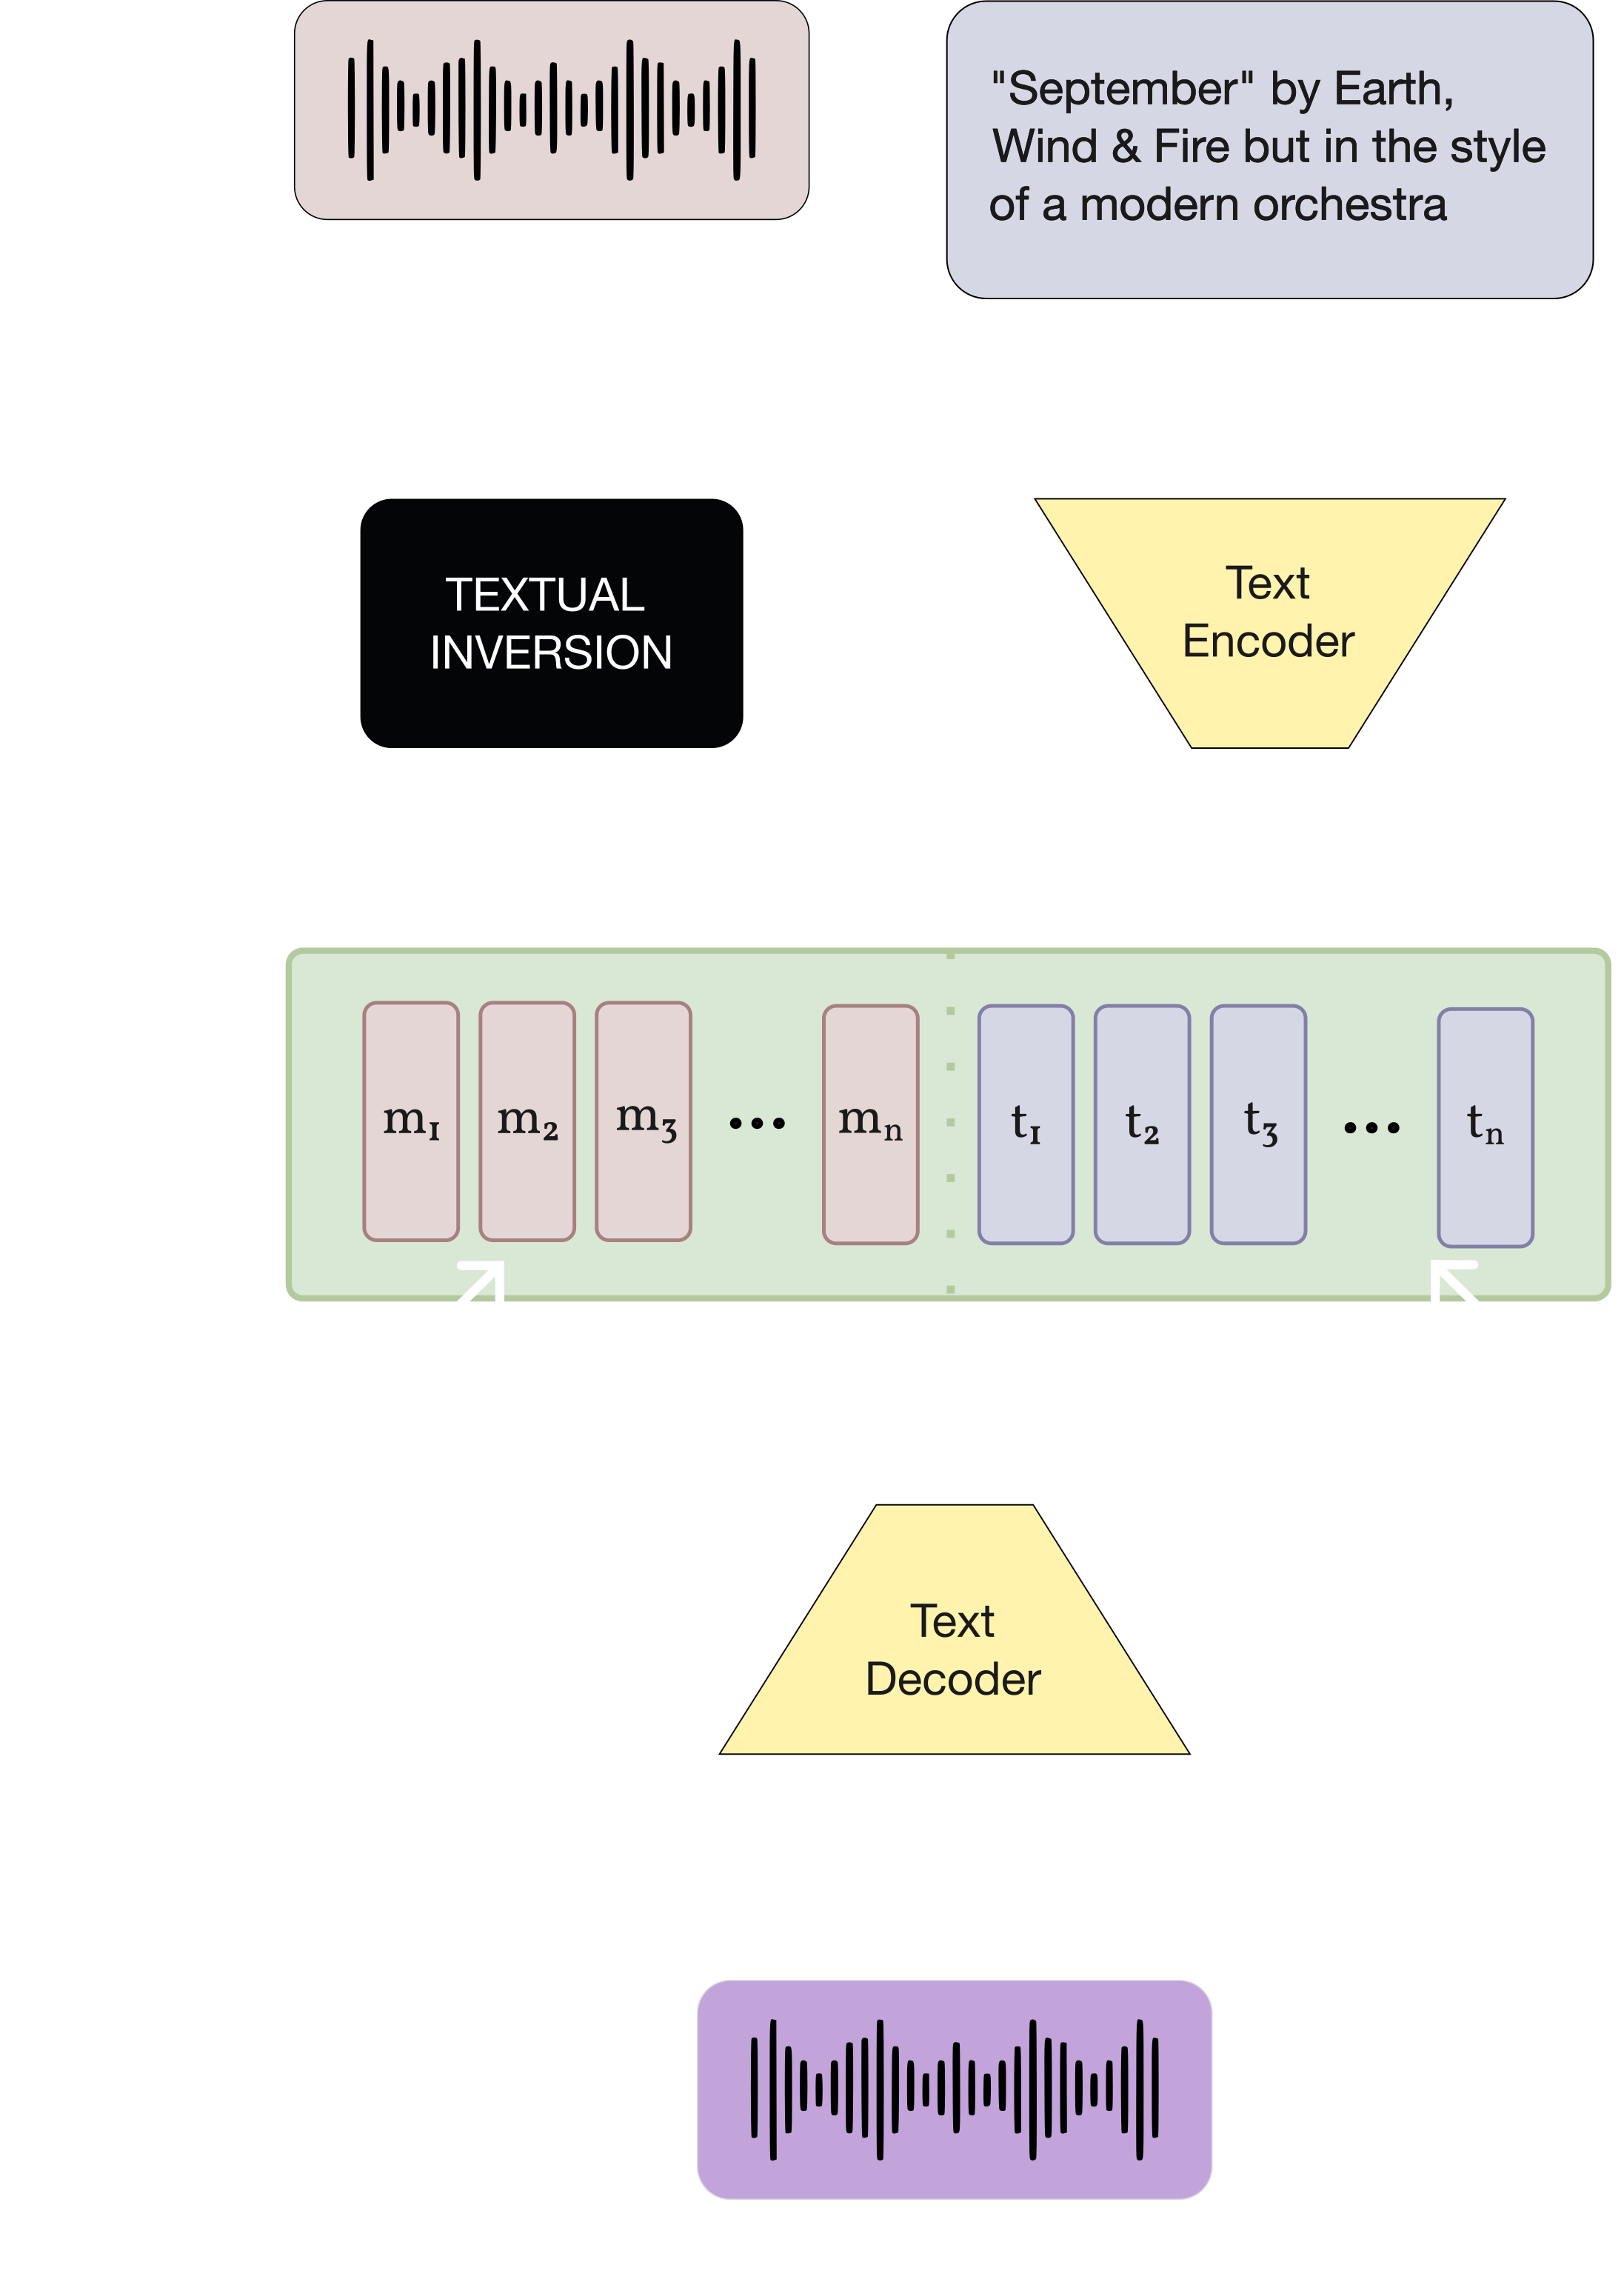 "September" by Earth,
Wind & Fire but in the style
of a modern orchestra
TEXTUAL
INVERSION
Text
Encoder
m₁ m₂ m₃ ••• mₙ t₁ t₂ t₃ ••• tₙ
Text
Decoder